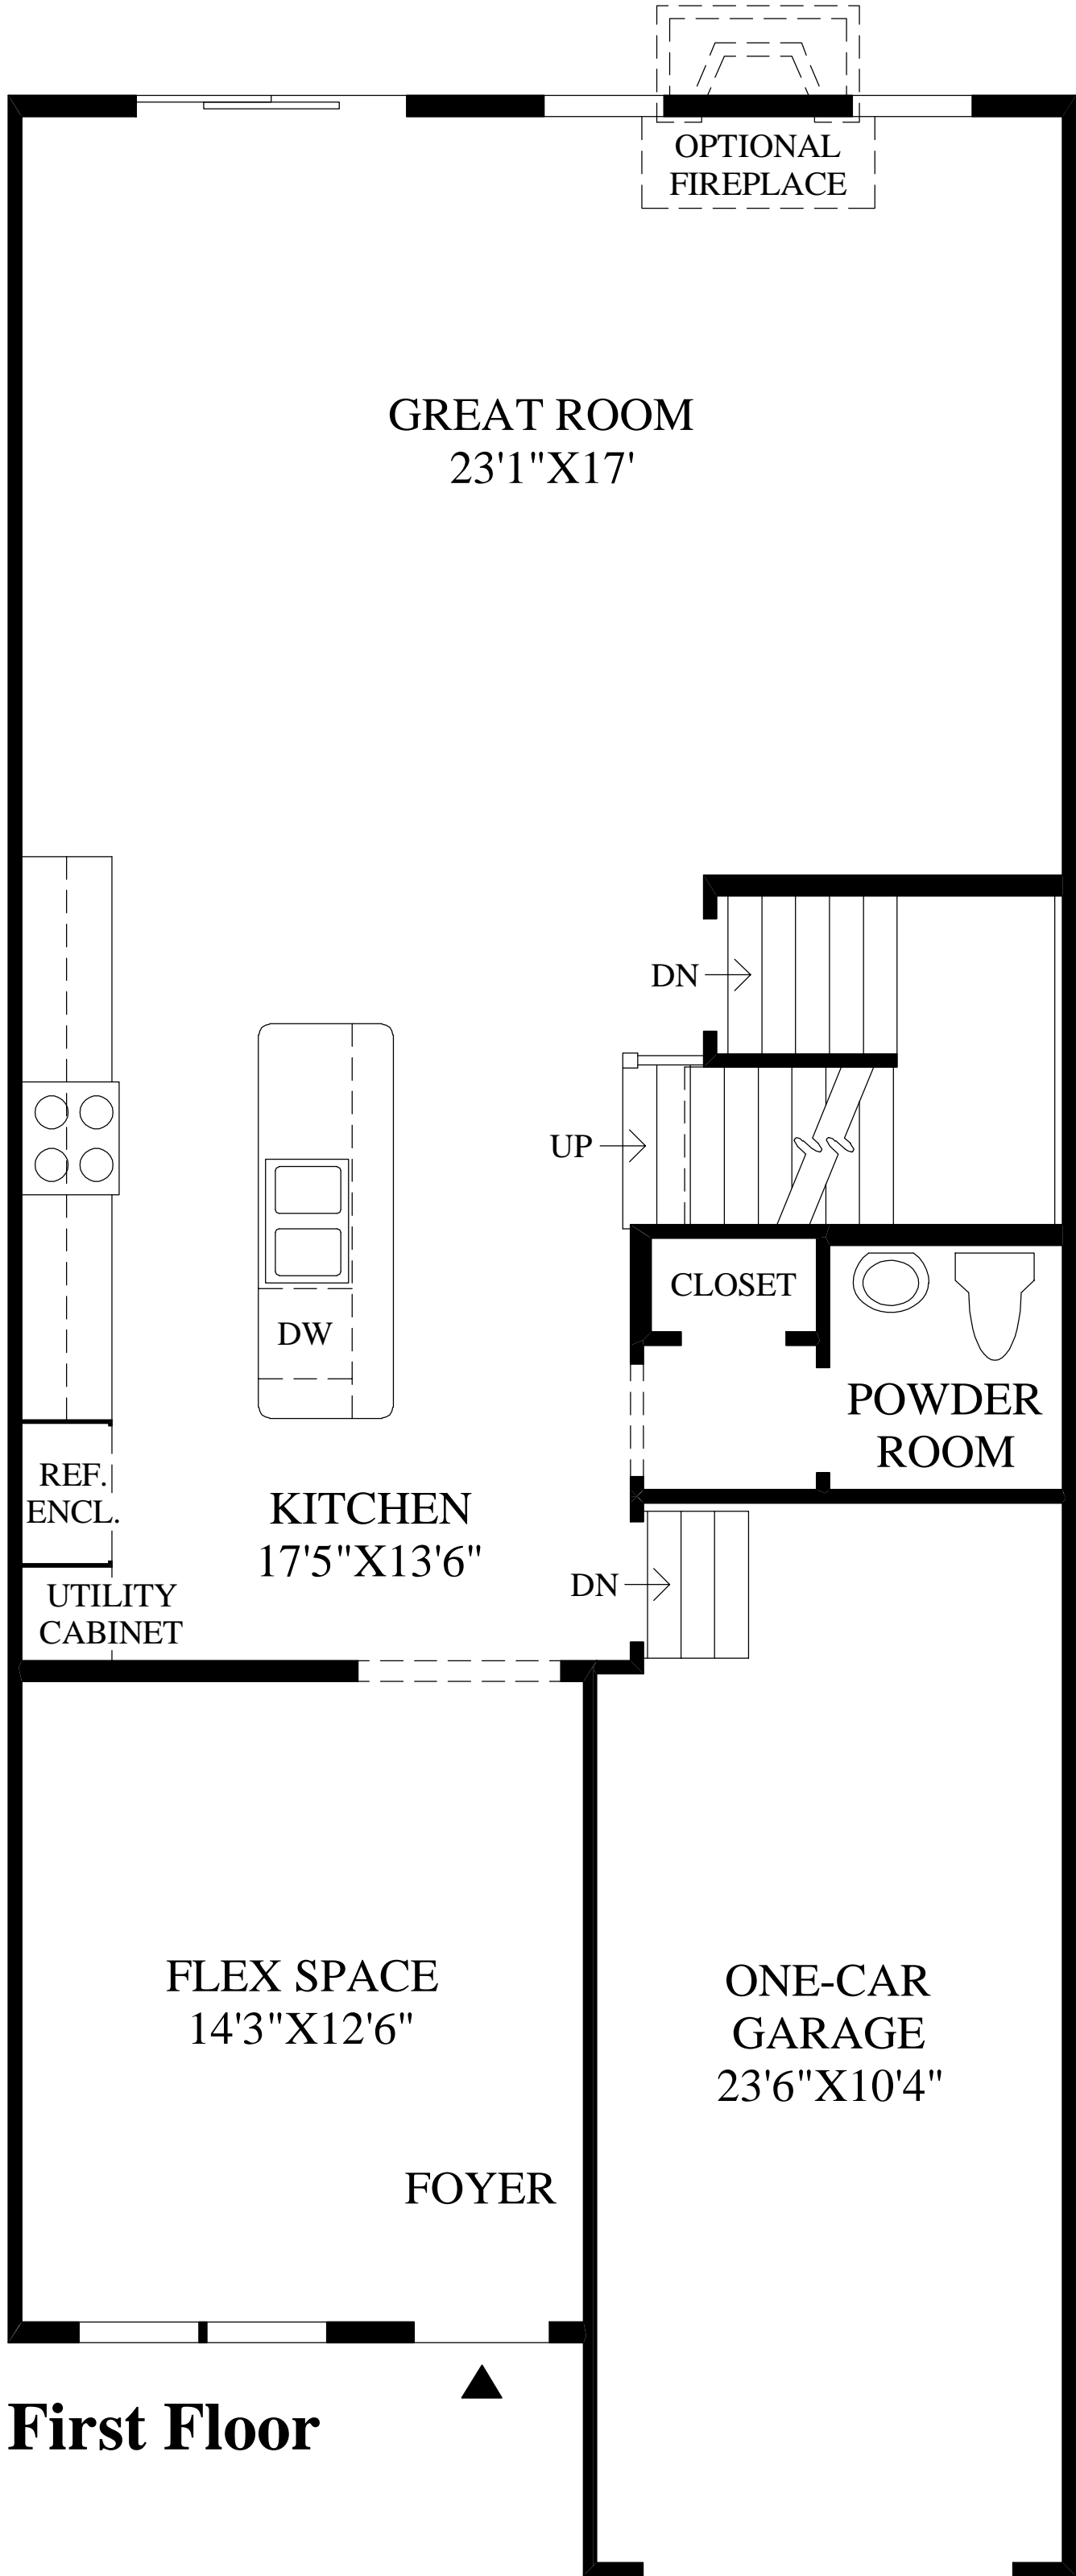 OPTIONAL
FIREPLACE
GREAT ROOM
23'1"X17'
DN
UP
CLOSET
DW
POWDER
ROOM
REF.
ENCL.
KITCHEN
17'5"X13'6"
DN
UTILITY
CABINET
FLEX SPACE
14'3"X12'6"
ONE-CAR
GARAGE
23'6"X10'4"
FOYER
First Floor